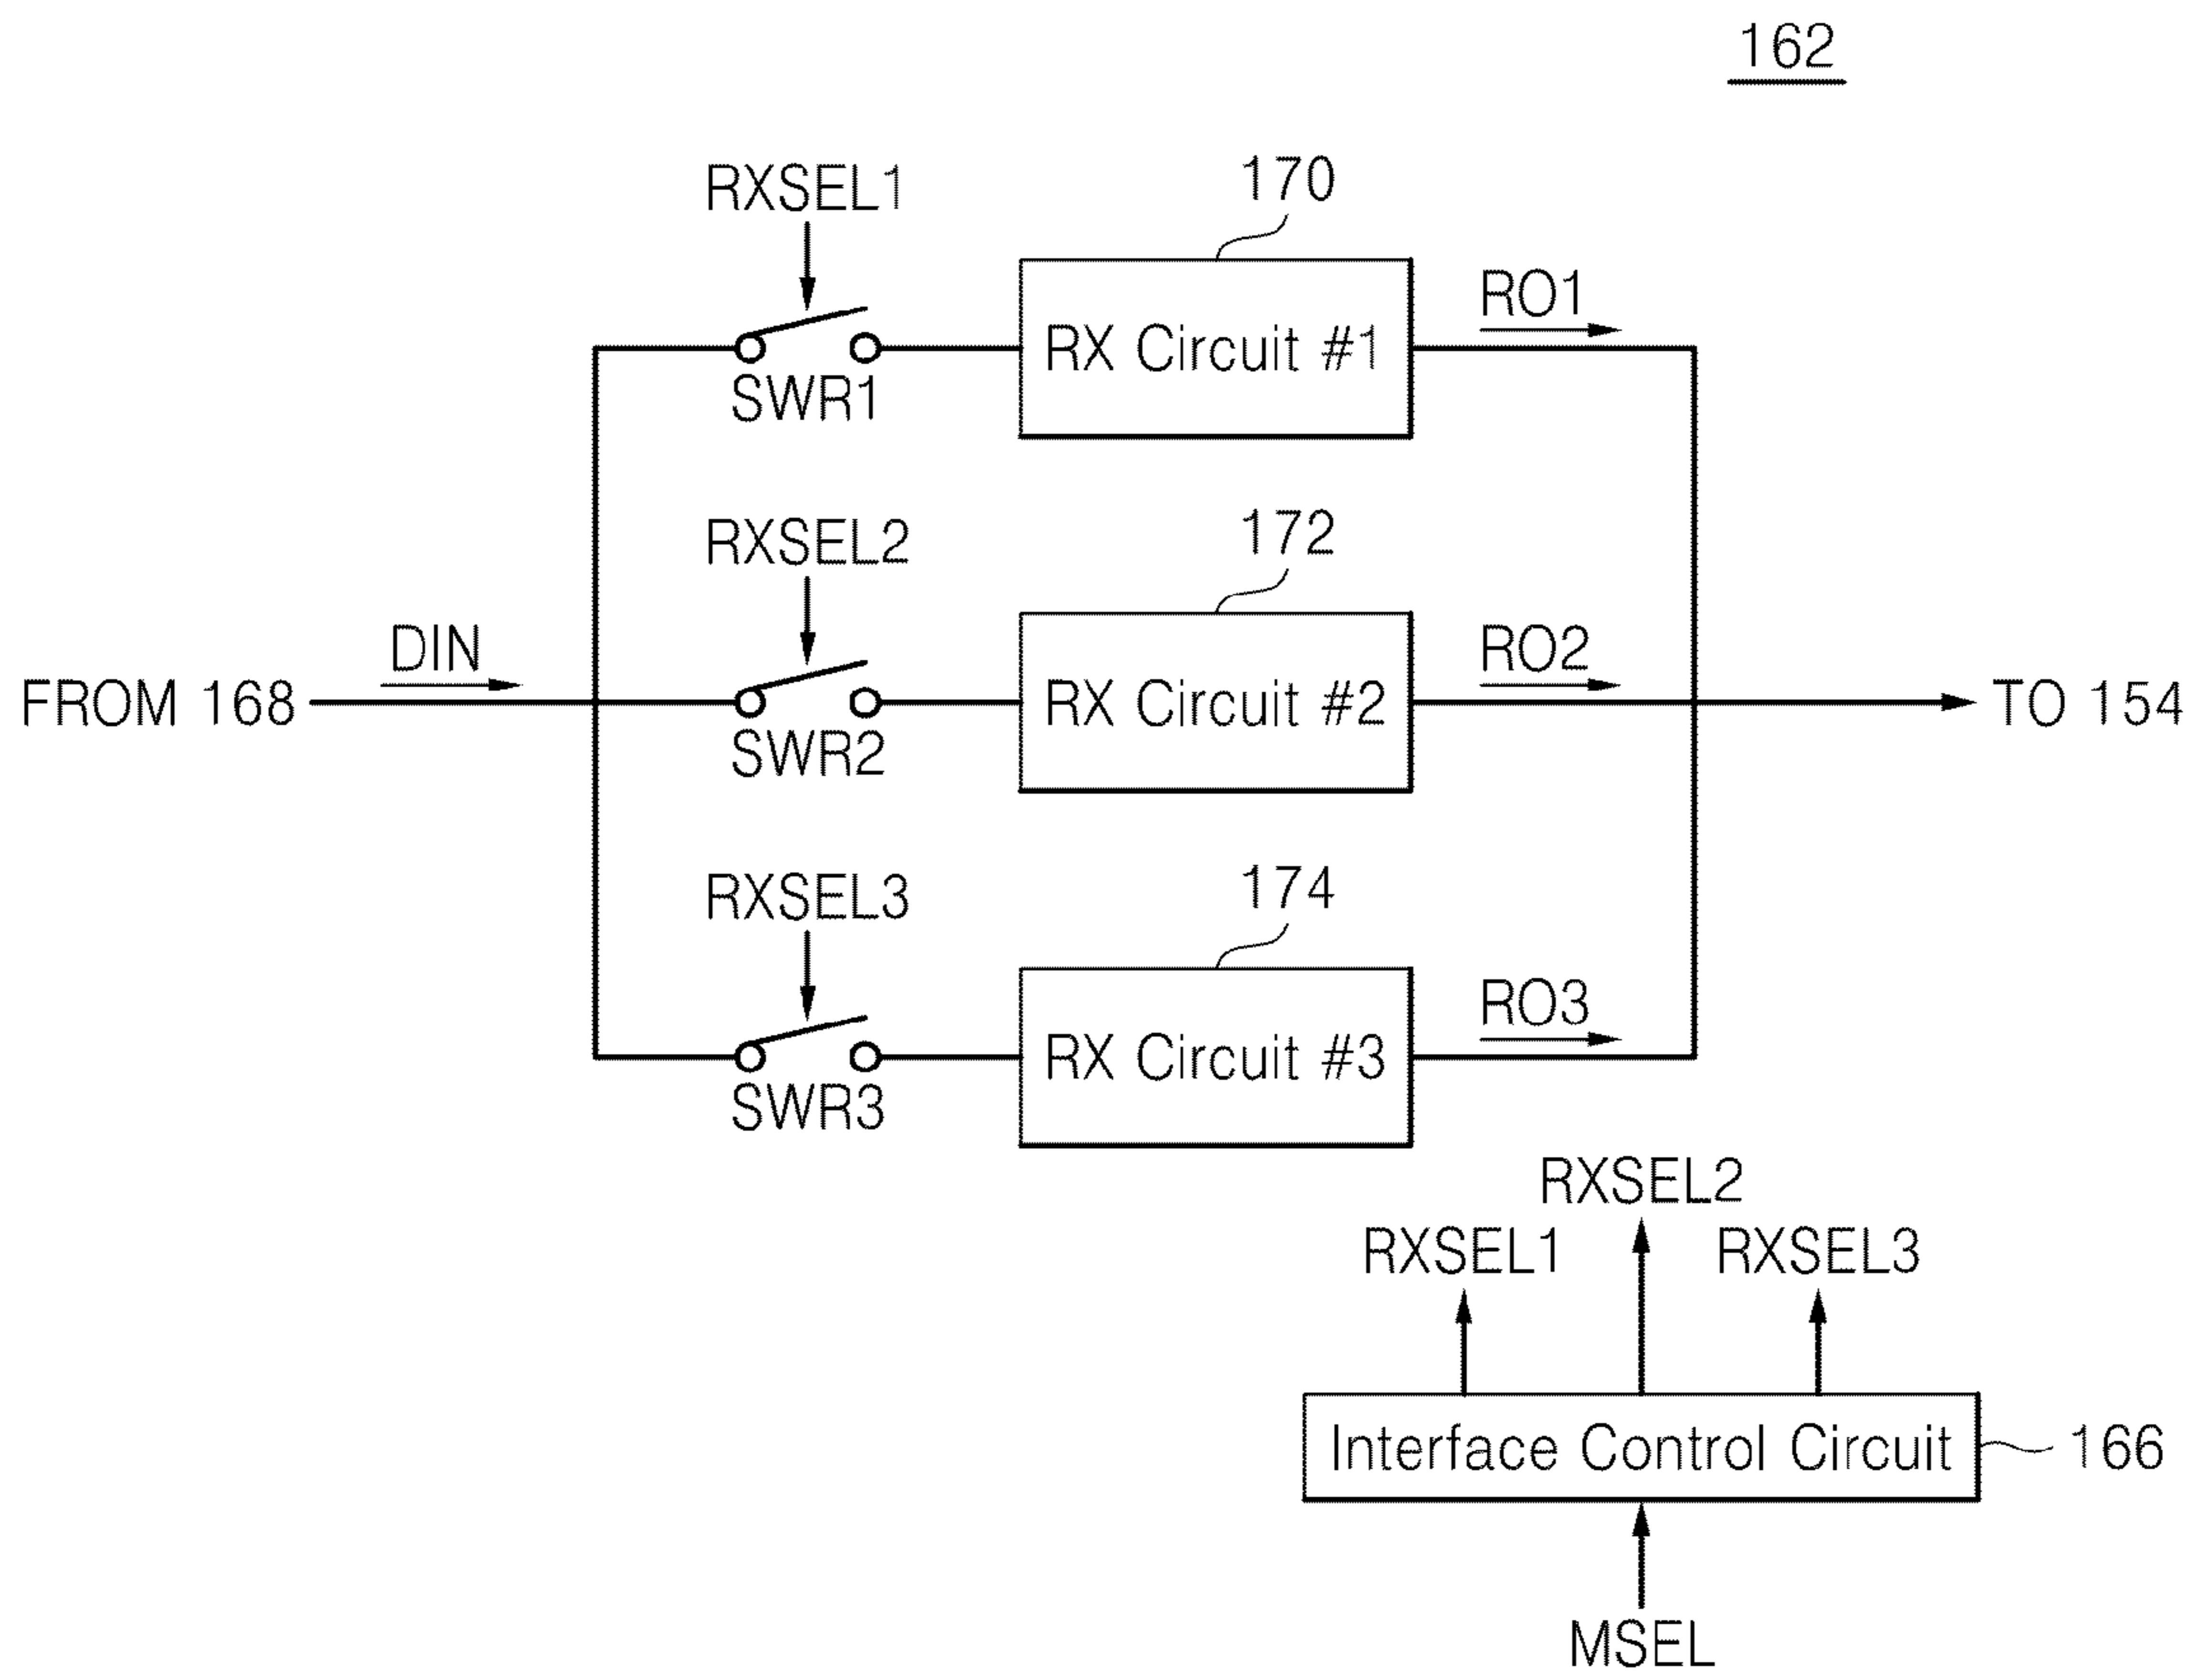 162
RXSEL1
170
RX Circuit #1
RO1
SWR1
RXSEL2
172
FROM 168
DIN
RX Circuit #2
RO2
TO 154
SWR2
RXSEL3
174
RX Circuit #3
RO3
SWR3
RXSEL2
RXSEL1
RXSEL3
Interface Control Circuit
166
MSEL